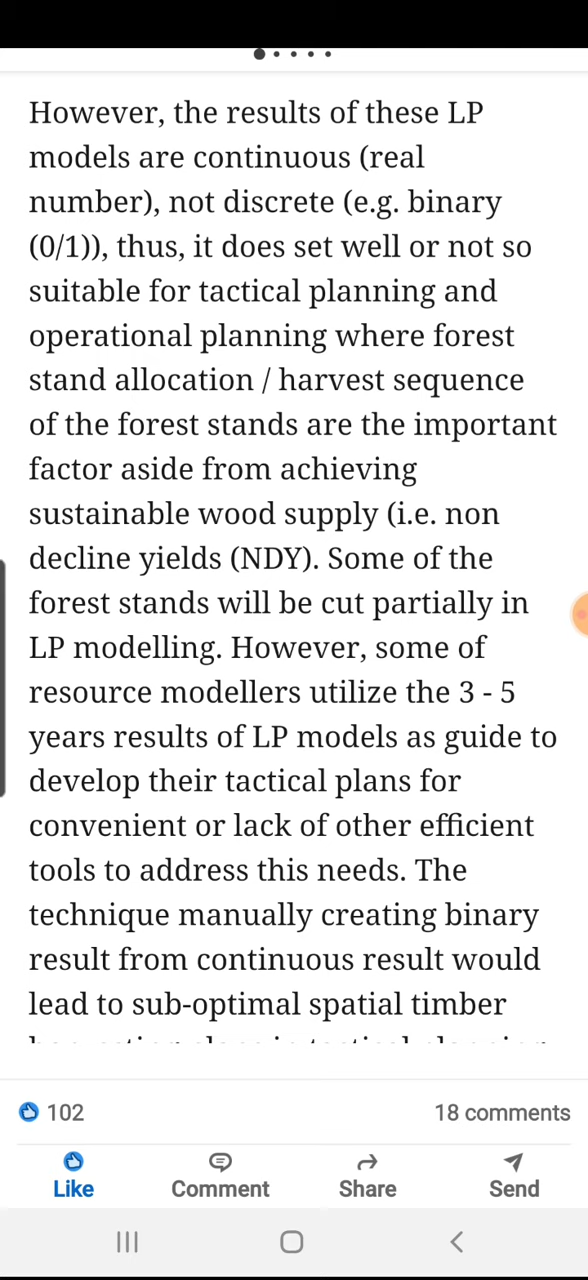 However, the results of these LP
models are continuous (real
number), not discrete (e.g. binary
(0/1)), thus, it does set well or not so
suitable for tactical planning and
operational planning where forest
stand allocation / harvest sequence
of the forest stands are the important
factor aside from achieving
sustainable wood supply (i.e. non
decline yields (NDY). Some of the
forest stands will be cut partially in
LP modelling. However, some of
resource modellers utilize the 3 - 5
years results of LP models as guide to
develop their tactical plans for
convenient or lack of other efficient
tools to address this needs. The
technique manually creating binary
result from continuous result would
lead to sub-optimal spatial timber
102
18 comments
Like
Comment
Share
Send